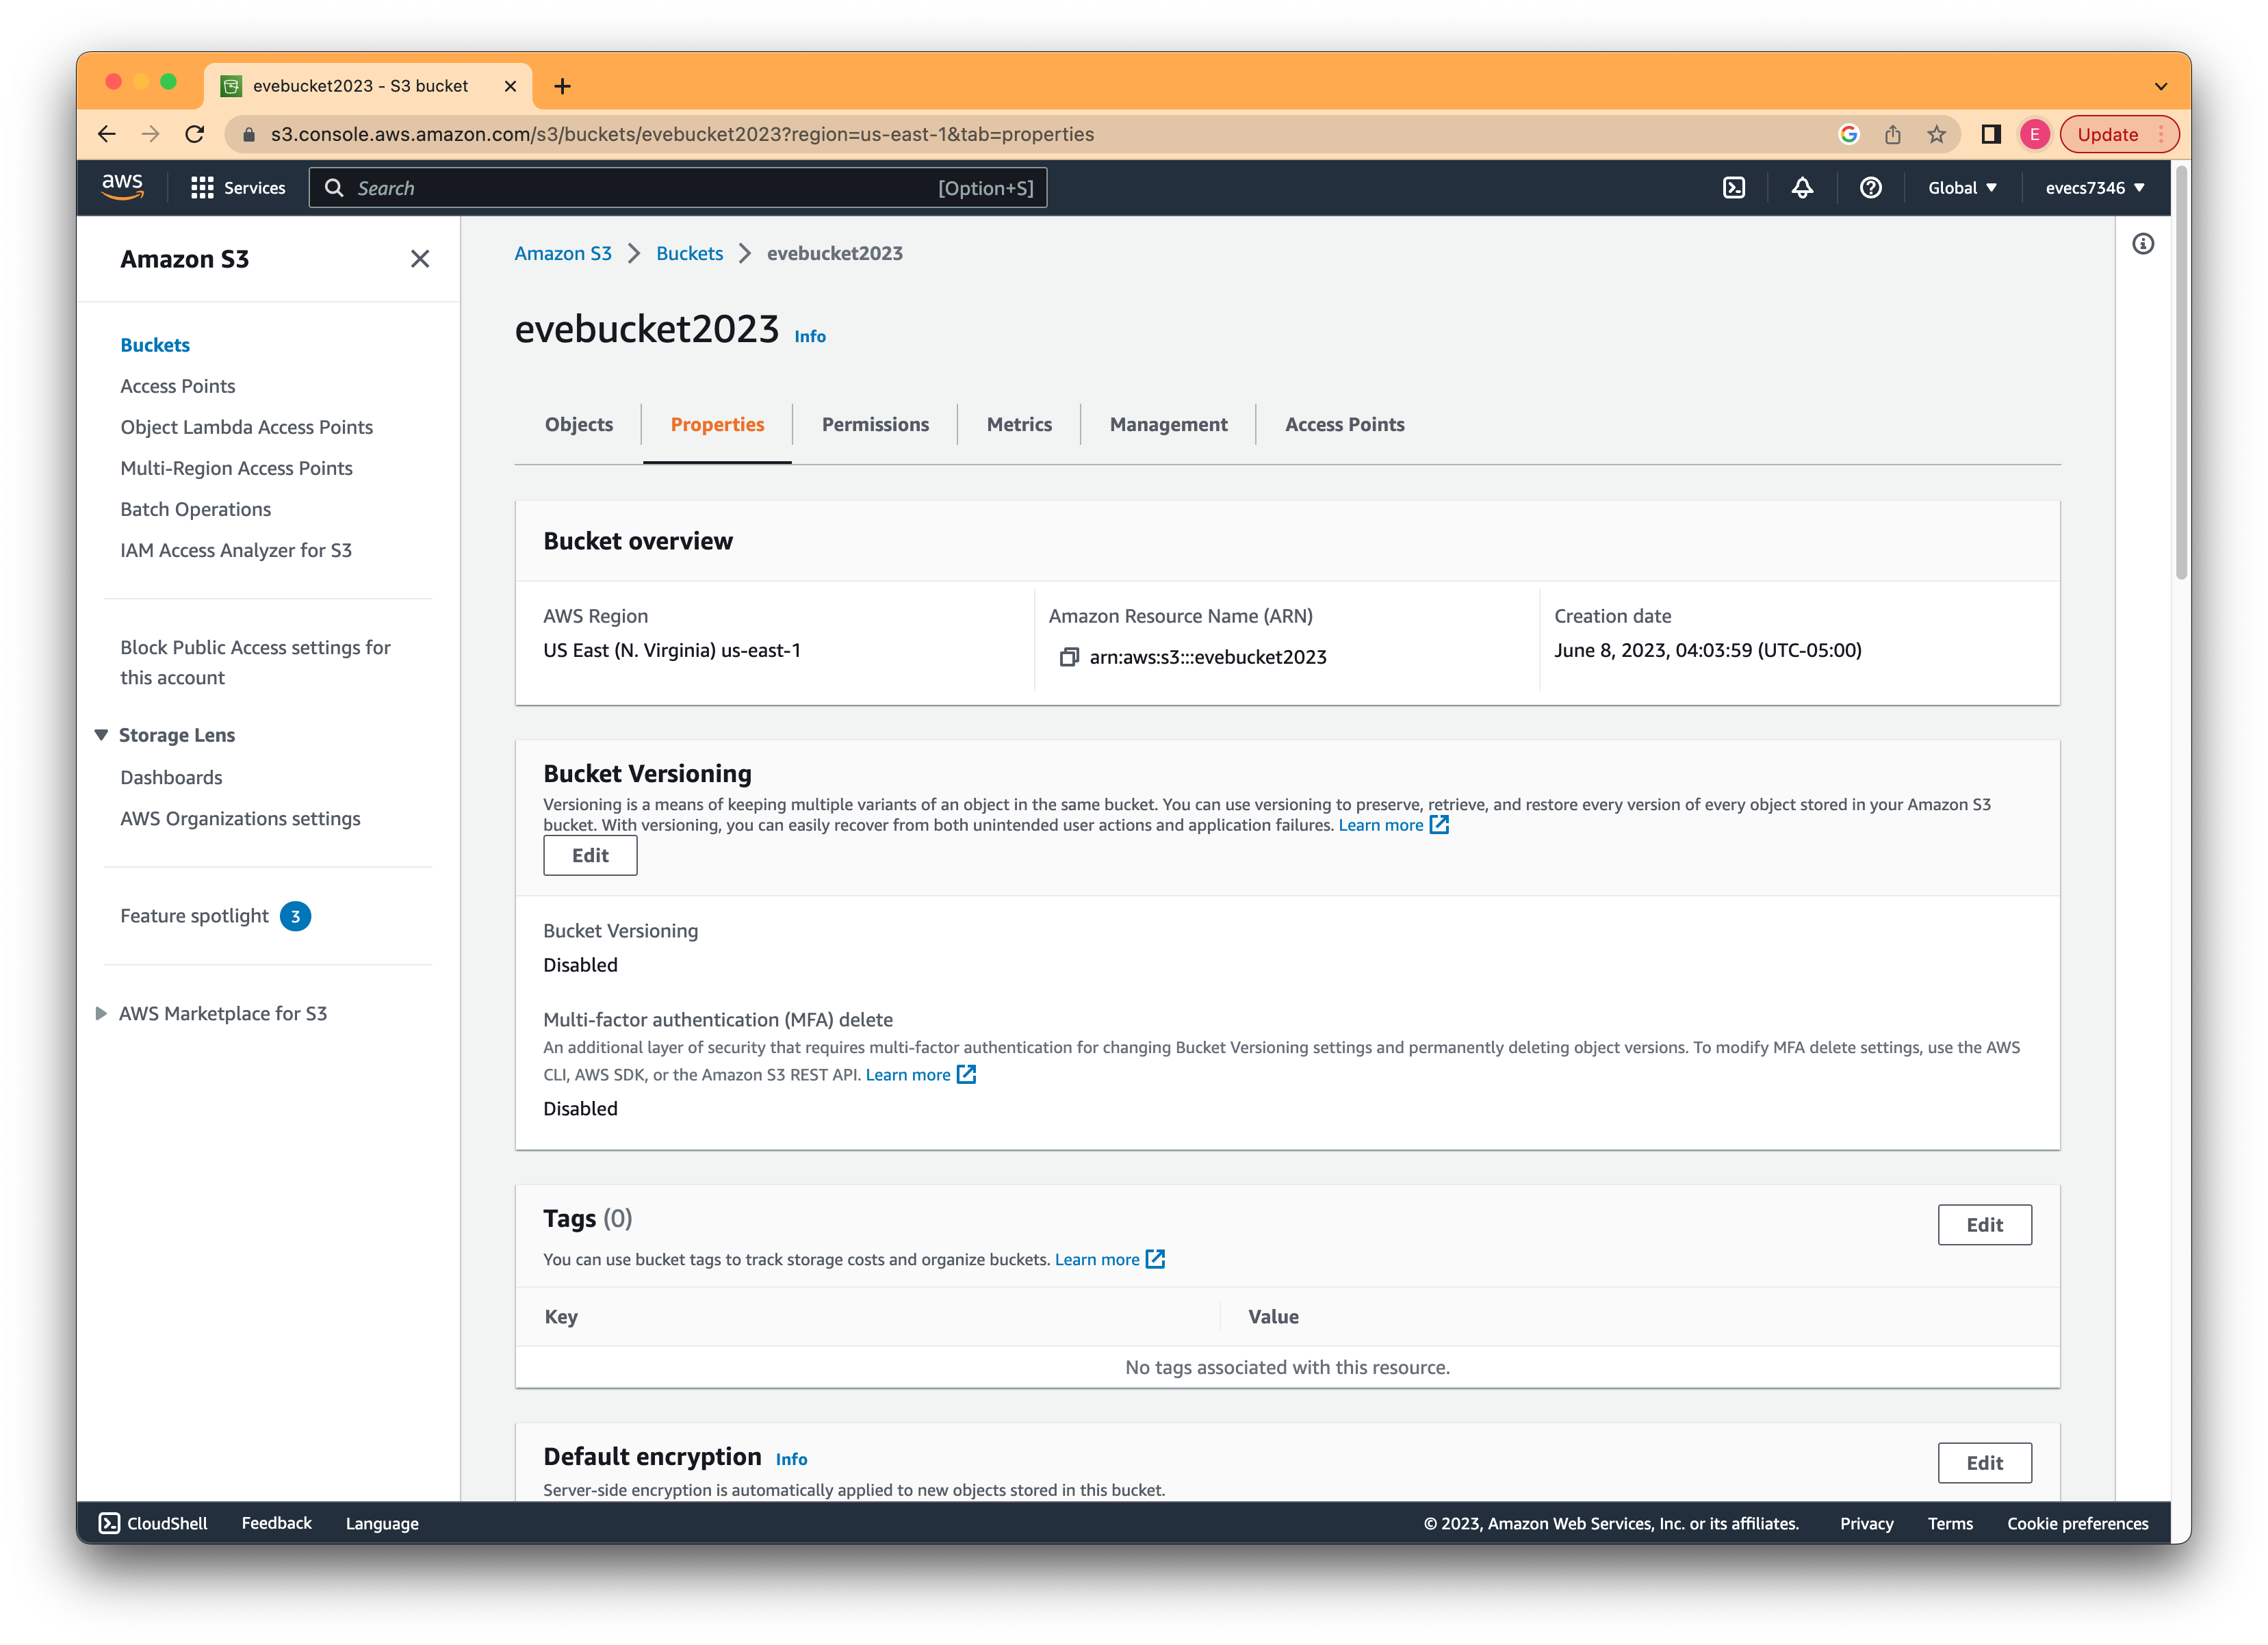 evebucket2023 - S3 bucket
s3.console.aws.amazon.com/s3/buckets/evebucket2023?region=us-east-1&tab=properties
E
Update
aws
Services
Search
[Option+S]
Global
evecs7346
Amazon S3
Buckets
Access Points
Object Lambda Access Points
Multi-Region Access Points
Batch Operations
IAM Access Analyzer for S3
Block Public Access settings for
this account
Storage Lens
Dashboards
AWS Organizations settings
Feature spotlight 3
AWS Marketplace for S3
Amazon S3 Buckets evebucket2023
evebucket2023 Info
Objects
Properties
Permissions
Metrics
Management
Access Points
Bucket overview
AWS Region
US East (N. Virginia) us-east-1
Amazon Resource Name (ARN)
arn:aws:s3:::evebucket2023
Creation date
June 8, 2023, 04:03:59 (UTC-05:00)
Bucket Versioning
Versioning is a means of keeping multiple variants of an object in the same bucket. You can use versioning to preserve, retrieve, and restore every version of every object stored in your Amazon S3
bucket. With versioning, you can easily recover from both unintended user actions and application failures. Learn more
Edit
Bucket Versioning
Disabled
Multi-factor authentication (MFA) delete
An additional layer of security that requires multi-factor authentication for changing Bucket Versioning settings and permanently deleting object versions. To modify MFA delete settings, use the AWS
CLI, AWS SDK, or the Amazon S3 REST API. Learn more
Disabled
Tags (0)
Edit
You can use bucket tags to track storage costs and organize buckets. Learn more
Key
Value
No tags associated with this resource.
Default encryption Info
Edit
Server-side encryption is automatically applied to new objects stored in this bucket.
CloudShell
Feedback
Language
© 2023, Amazon Web Services, Inc. or its affiliates.
Privacy
Terms
Cookie preferences